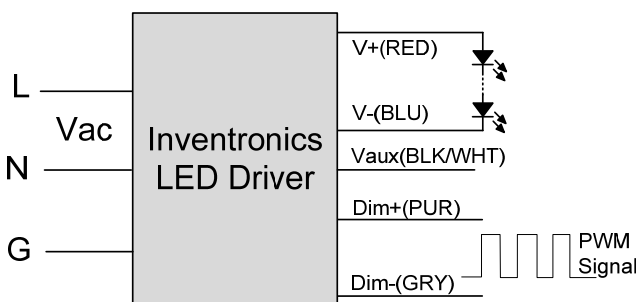 V+(RED)
L
Vac
V-(BLU)
Inventronics
LED Driver
Vaux(BLK/WHT)
N
Dim+(PUR)
G
PWM
Signal
Dim-(GRY)